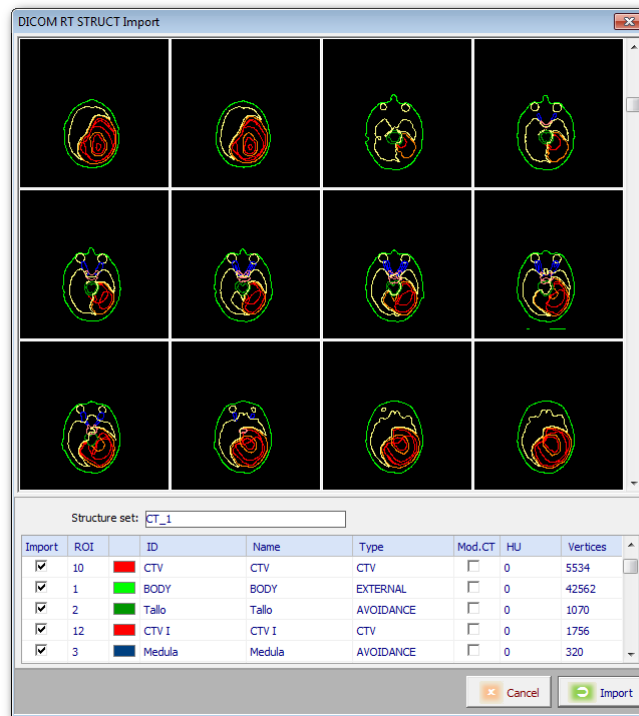 DICOM RT STRUCT Import
Structure set: CT_1
Import ROI ID Name Type Mod.CT HU Vertices
10 CTV CTV CTV 0 5534
1 BODY BODY EXTERNAL 0 42562
2 Tallo Tallo AVOIDANCE 0 1070
12 CTV I CTV I CTV 0 1756
3 Medula Medula AVOIDANCE 0 320
Cancel Import